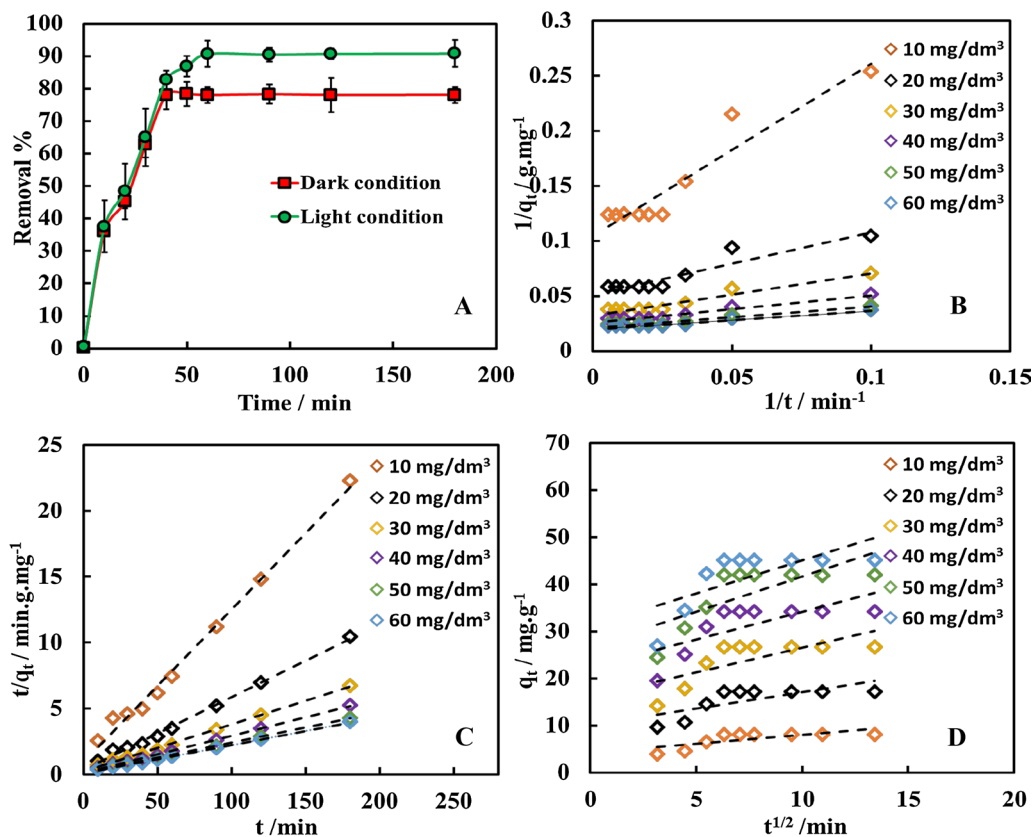 100
90
80
70
60
50
40
30
20
10
0
Removal %
Dark condition
Light condition
A
0 50 100 150 200
Time / min
0.3
0.25
0.2
0.15
0.1
0.05
0
1/qt / g.mg-1
10 mg/dm³
20 mg/dm³
30 mg/dm³
40 mg/dm³
50 mg/dm³
60 mg/dm³
B
0 0.05 0.1 0.15
1/t / min-1
25
20
15
10
5
0
t/qt / min.g.mg-1
10 mg/dm³
20 mg/dm³
30 mg/dm³
40 mg/dm³
50 mg/dm³
60 mg/dm³
C
0 50 100 150 200 250
t /min
70
60
50
40
30
20
10
0
qt / mg.g-1
10 mg/dm³
20 mg/dm³
30 mg/dm³
40 mg/dm³
50 mg/dm³
60 mg/dm³
D
0 5 10 15 20
t1/2 /min